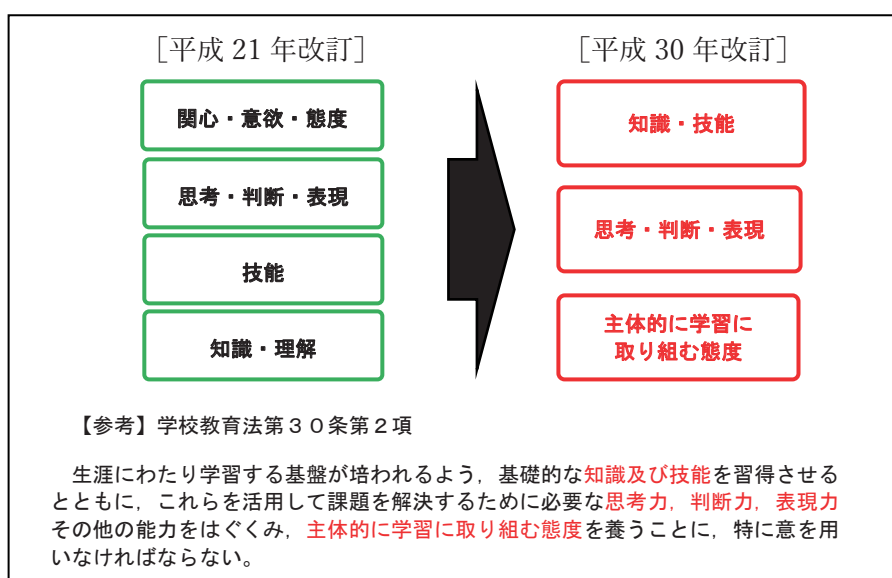 ［平成 21 年改訂］
関心・意欲・態度
思考・判断・表現
技能
知識・理解
［平成 30 年改訂］
知識・技能
思考・判断・表現
主体的に学習に
取り組む態度
【参考】学校教育法第３０条第２項
生涯にわたり学習する基盤が培われるよう，基礎的な知識及び技能を習得させる
とともに，これらを活用して課題を解決するために必要な思考力，判断力，表現力
その他の能力をはぐくみ，主体的に学習に取り組む態度を養うことに，特に意を用
いなければならない。